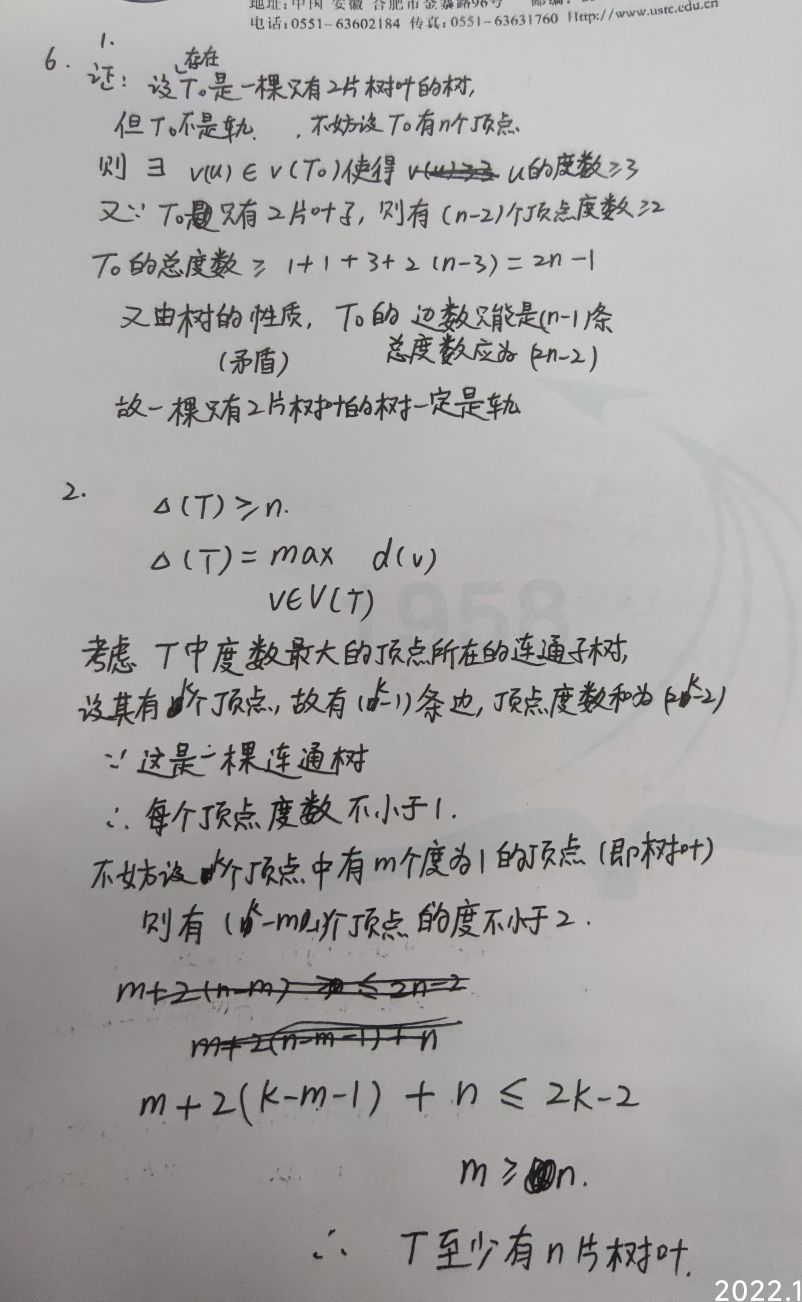 地址:中国 安徽 合肥市金寨路96号
电话:0551-63602184 传真:0551-63631760 Http://www.ustc.edu.cn
6. 1.
证: 设存在T₀是一棵只有2片树叶的树,
但T₀不是轨, 不妨设T₀有n个顶点
则 ∃ v(u) ∈ v(T₀)使得 u的度数≥3
又∵ T₀只有2片叶子, 则有(n-2)个顶点度数≥2
T₀的总度数 ≥ 1+1+3+2(n-3) = 2n-1
又由树的性质, T₀的边数只能是(n-1)条
(矛盾) 总度数应为(2n-2)
故一棵只有2片树叶的树一定是轨
2. Δ(T) ≥ n.
Δ(T) = max d(v)
v∈V(T)
考虑 T中度数最大的顶点所在的连通子树,
设其有k个顶点, 故有(k-1)条边, 顶点度数和为(2k-2)
∵ 这是一棵连通树
∴ 每个顶点度数不小于1.
不妨设k个顶点中有m个度为1的顶点(即树叶)
则有(k-m)个顶点的度不小于2.
m+2(n-m) ≤ 2n-2
m+2(n-m-1)+n
m+2(k-m-1) + n ≤ 2k-2
m ≥ n.
∴ T至少有n片树叶.
1958
2022.1